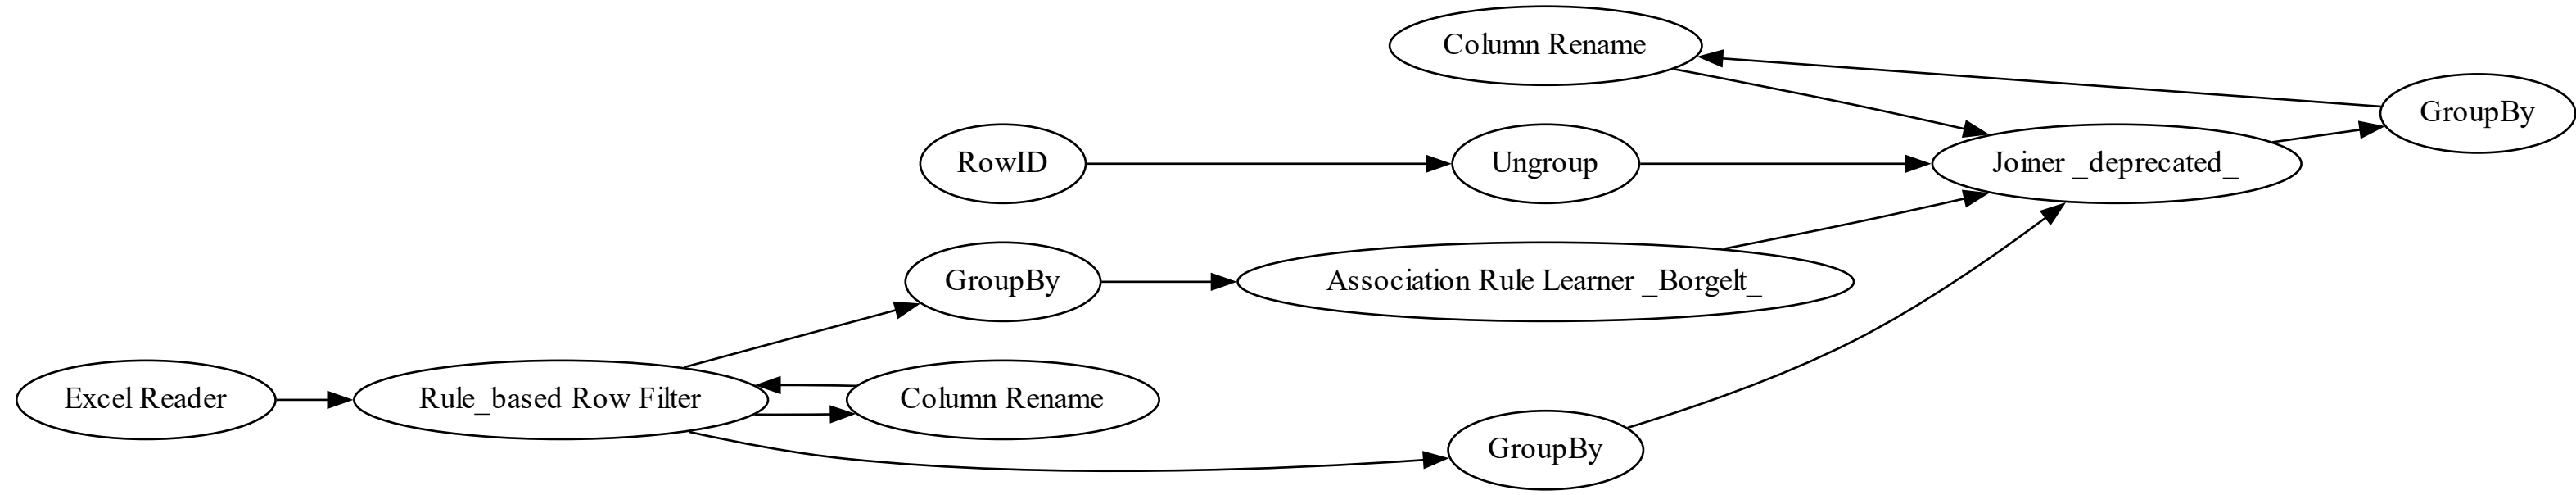 Column Rename
GroupBy
RowID
Ungroup
Joiner _deprecated_
GroupBy
Association Rule Learner _Borgelt_
Excel Reader
Rule_based Row Filter
Column Rename
GroupBy